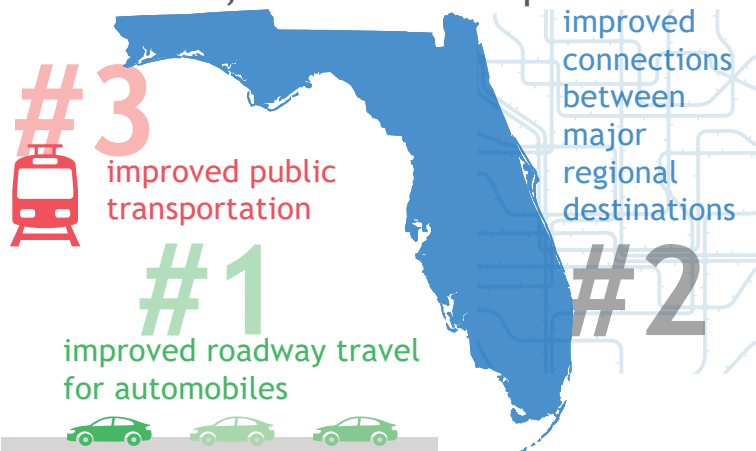 improved
connections
between
major
regional
destinations
#2
#3
improved public
transportation
#1
improved roadway travel
for automobiles